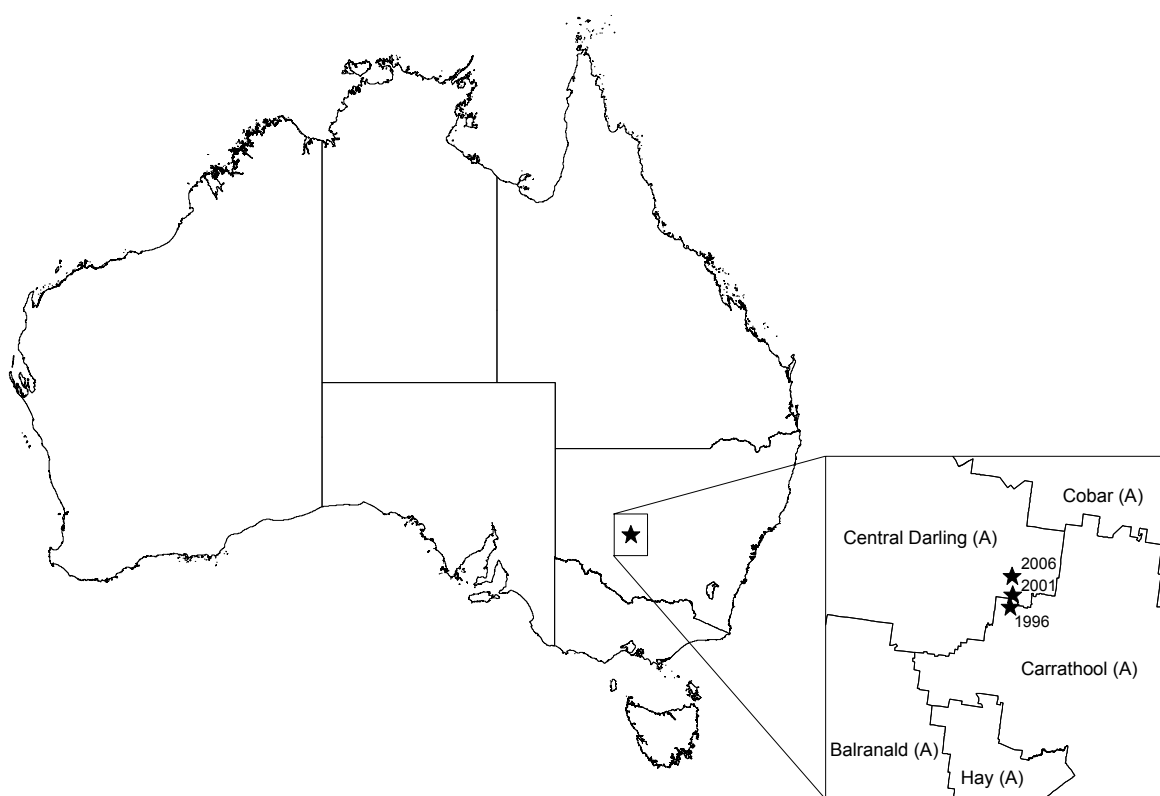 Cobar (A)
Central Darling (A)
2006
2001
1996
Carrathool (A)
Balranald (A)
Hay (A)